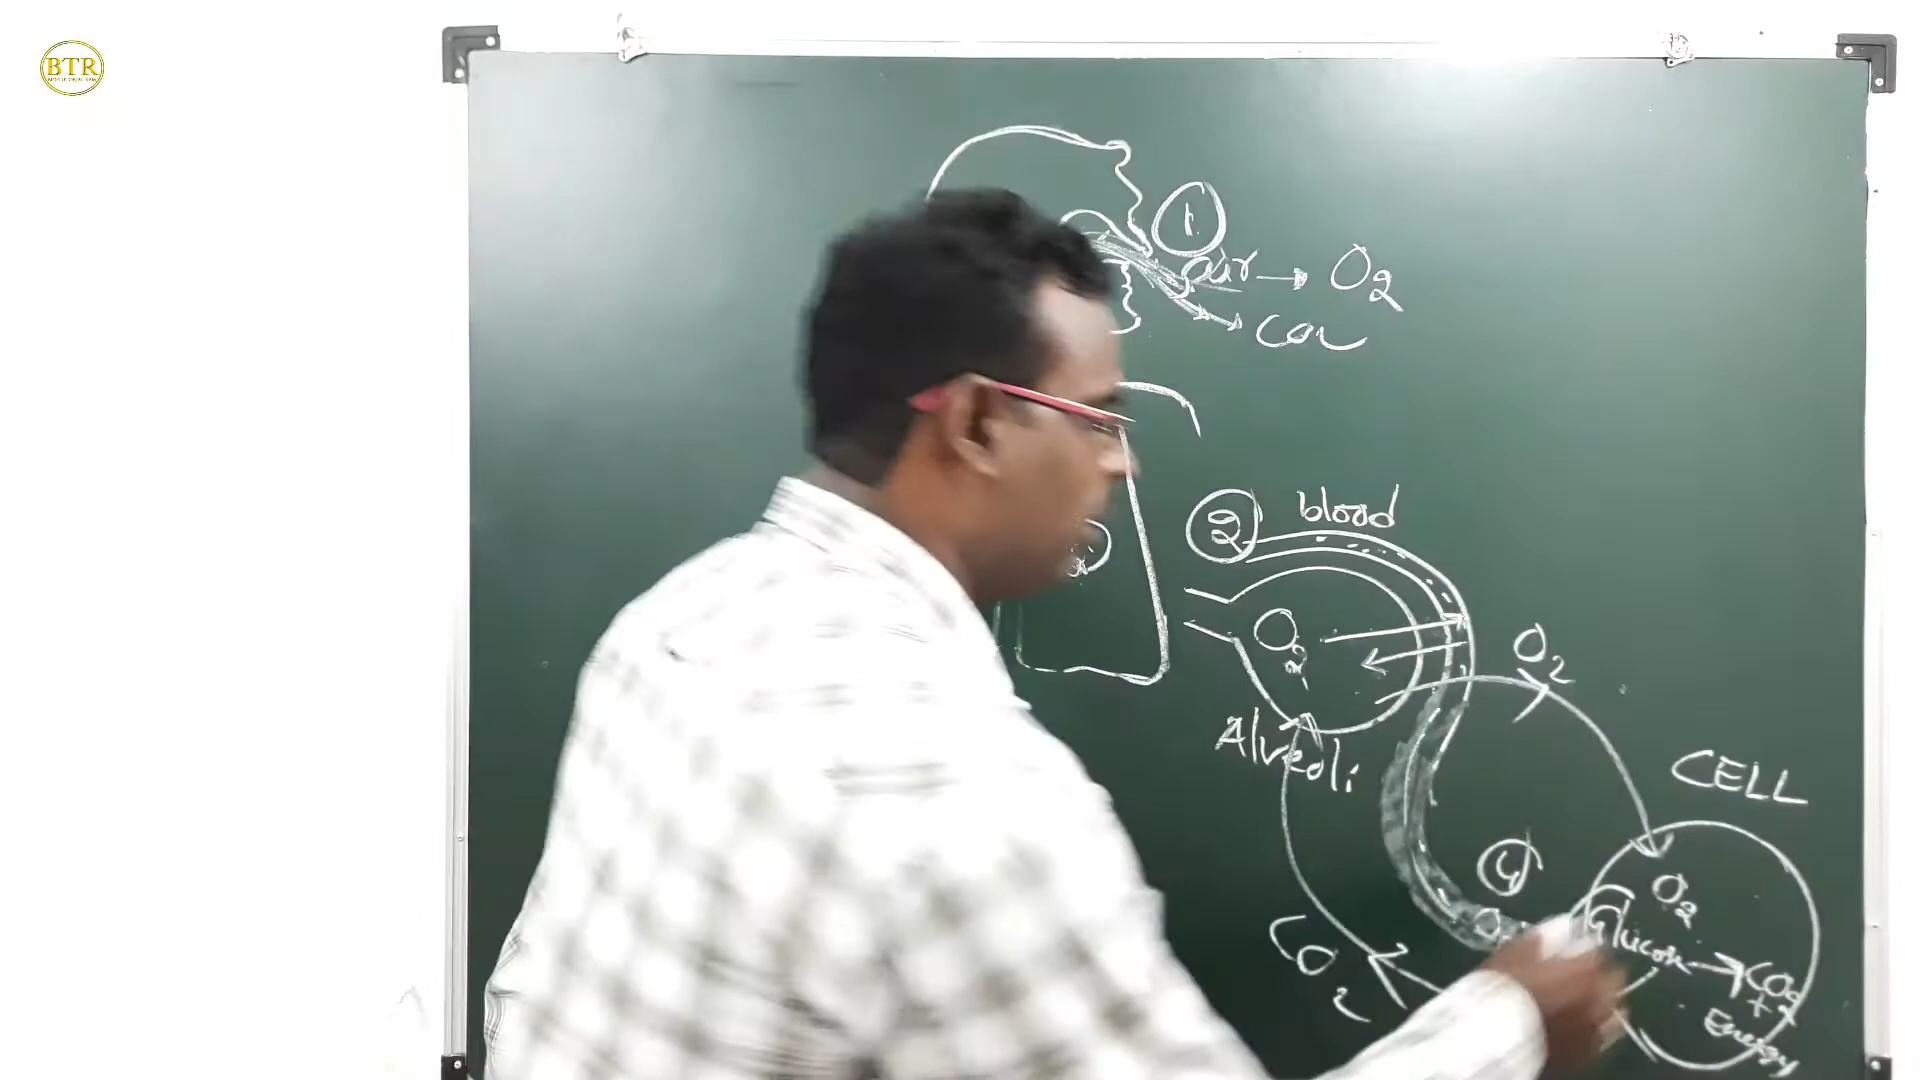 BTR
1
air → O2
CO2
2
blood
O2
O2
Alveoli
CELL
4
O2
Glucose → CO2
+
Energy
CO2